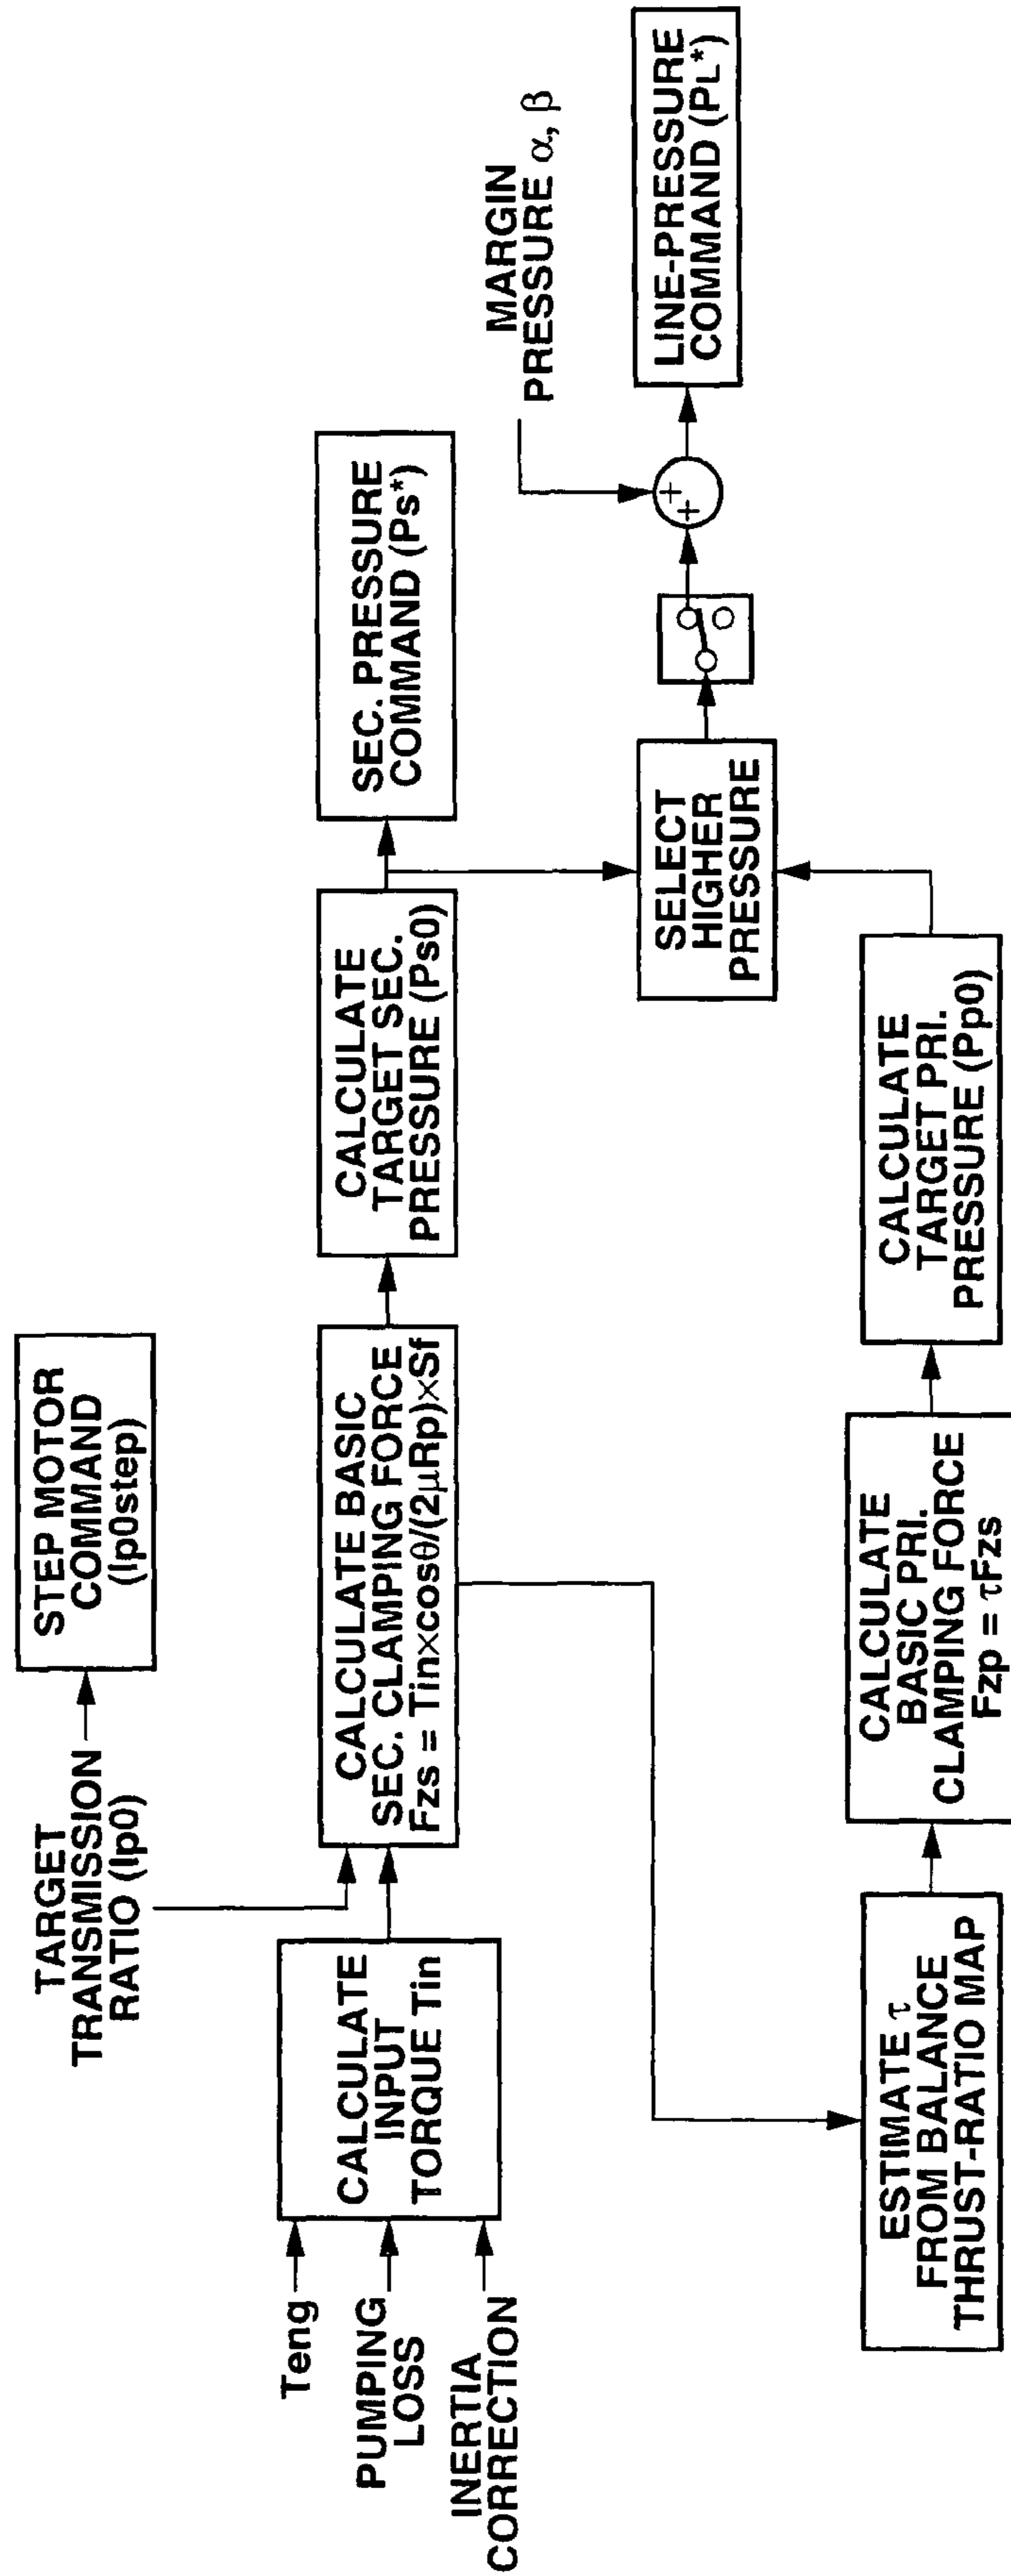 TARGET
TRANSMISSION
RATIO (Ip0)
STEP MOTOR
COMMAND
(Ip0step)
Teng
PUMPING
LOSS
INERTIA
CORRECTION
CALCULATE
INPUT
TORQUE Tin
CALCULATE BASIC
SEC. CLAMPING FORCE
Fzs = Tin×cosθ/(2μRp)×Sf
CALCULATE
TARGET SEC.
PRESSURE (Ps0)
SEC. PRESSURE
COMMAND (Ps*)
MARGIN
PRESSURE α, β
SELECT
HIGHER
PRESSURE
+
+
LINE-PRESSURE
COMMAND (PL*)
ESTIMATE τ
FROM BALANCE
THRUST-RATIO MAP
CALCULATE
BASIC PRI.
CLAMPING FORCE
Fzp = τFzs
CALCULATE
TARGET PRI.
PRESSURE (Pp0)